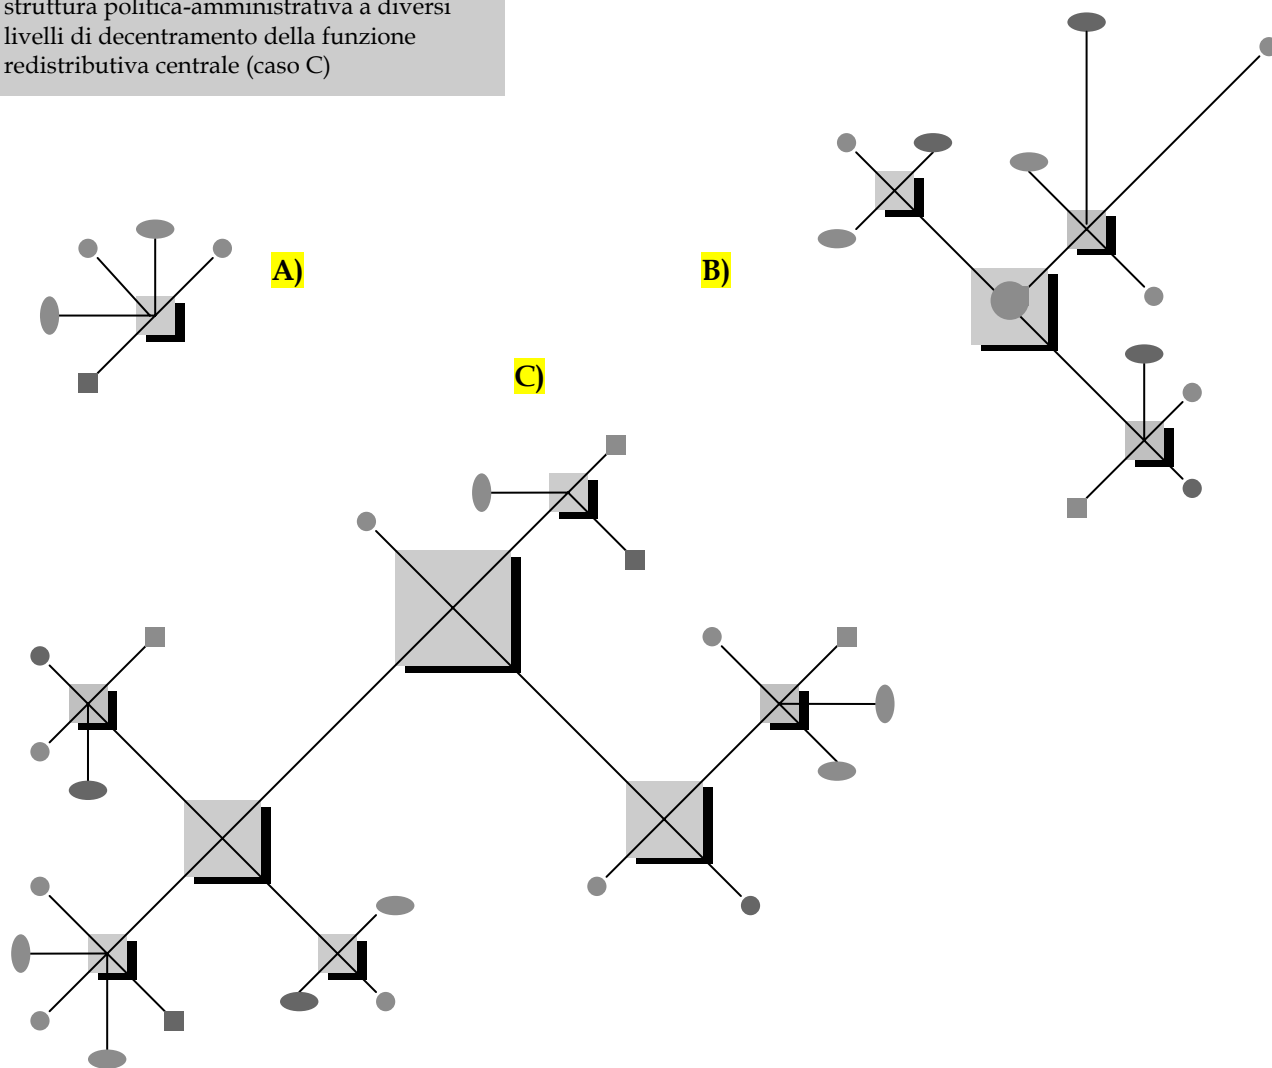 struttura politica-amministrativa a diversi
livelli di decentramento della funzione
redistributiva centrale (caso C)
A)
B)
C)